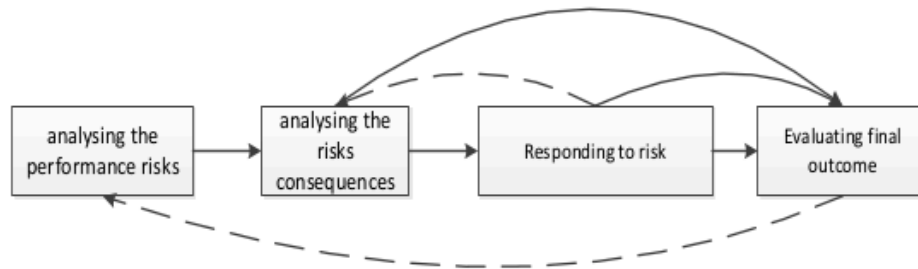 analysing the
performance risks
analysing the
risks
consequences
Responding to risk
Evaluating final
outcome